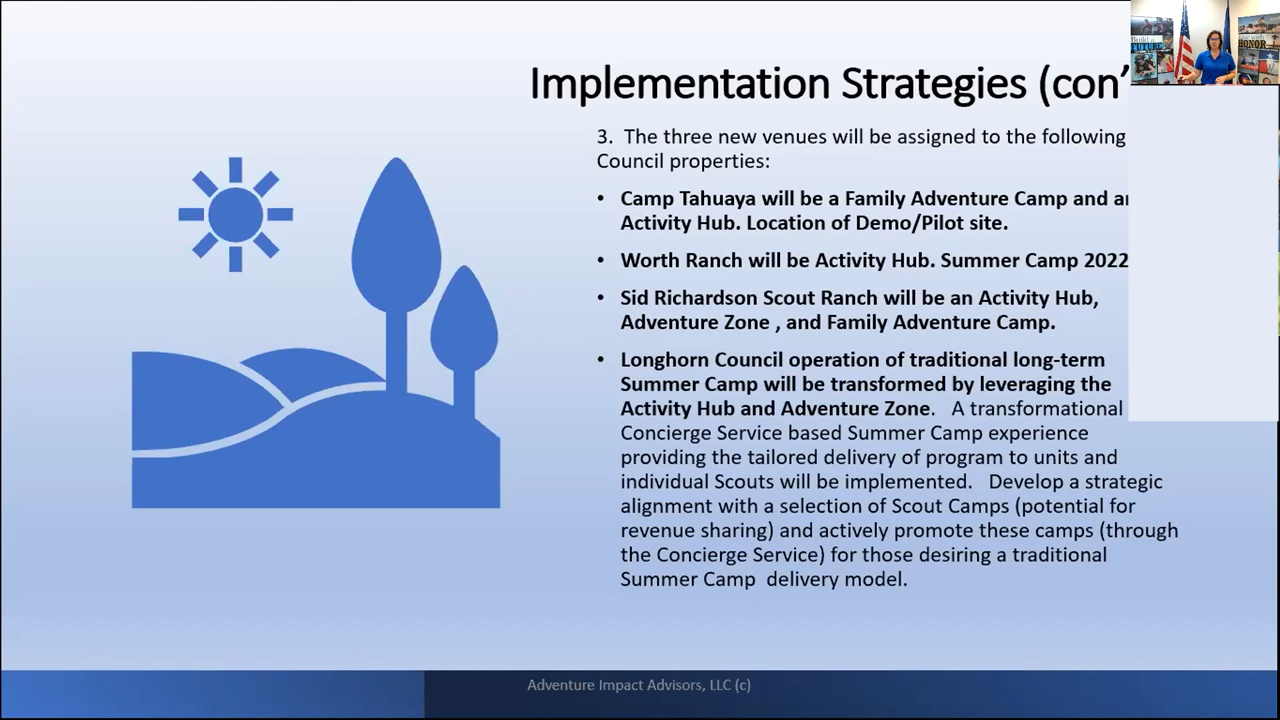 Implementation Strategies (con'
3. The three new venues will be assigned to the following
Council properties:
• Camp Tahuaya will be a Family Adventure Camp and
Activity Hub. Location of Demo/Pilot site.
• Worth Ranch will be Activity Hub. Summer Camp 2022
• Sid Richardson Scout Ranch will be an Activity Hub,
Adventure Zone , and Family Adventure Camp.
• Longhorn Council operation of traditional long-term
Summer Camp will be transformed by leveraging the
Activity Hub and Adventure Zone. A transformational
Concierge Service based Summer Camp experience
providing the tailored delivery of program to units and
individual Scouts will be implemented. Develop a strategic
alignment with a selection of Scout Camps (potential for
revenue sharing) and actively promote these camps (through
the Concierge Service) for those desiring a traditional
Summer Camp delivery model.
Adventure Impact Advisors, LLC (c)
FUTURE
HONOR